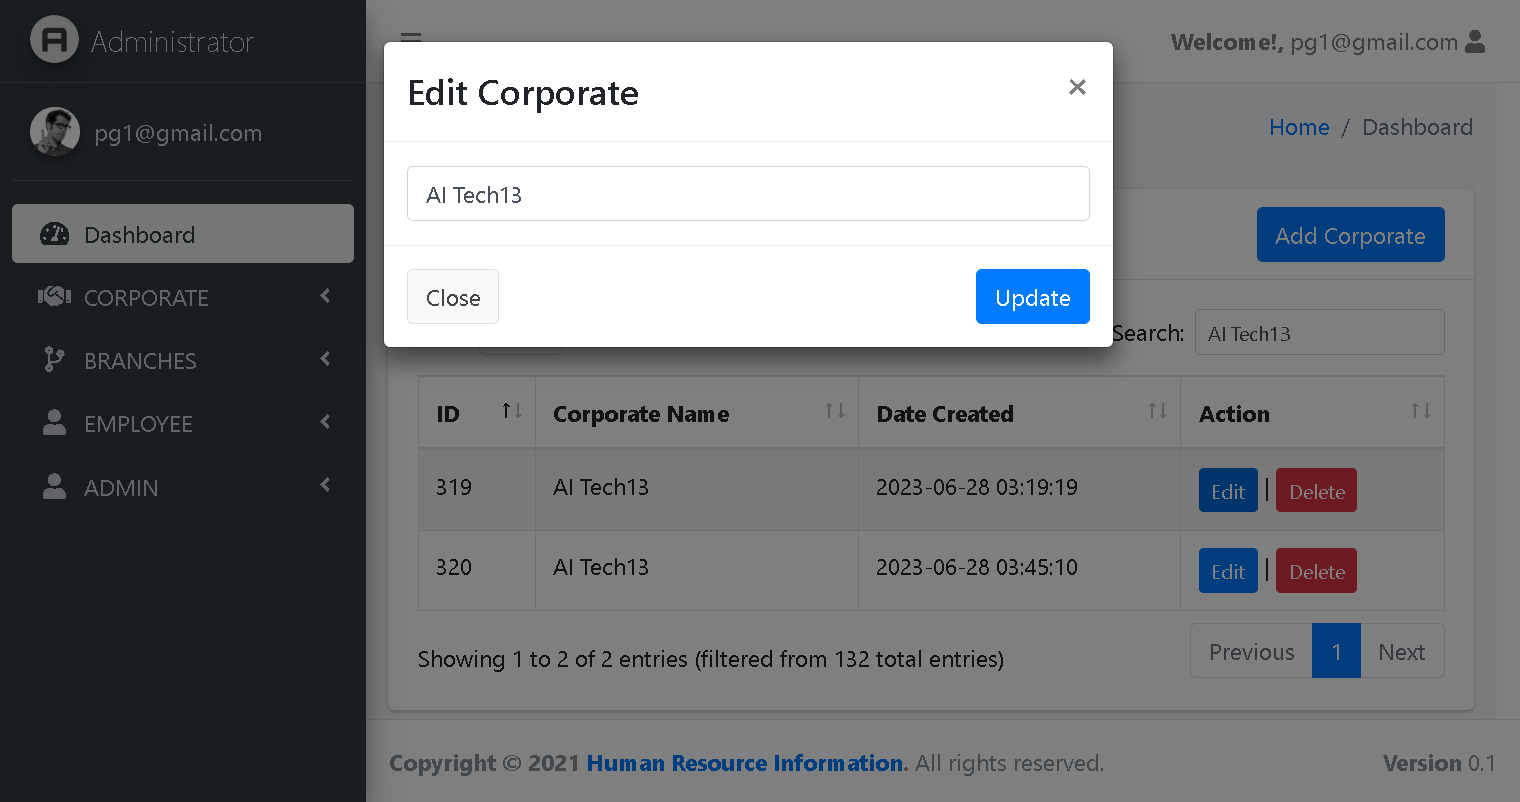 Administrator
Welcome!, pg1@gmail.com
Edit Corporate
×
pg1@gmail.com
Home / Dashboard
AI Tech13
Dashboard
Add Corporate
CORPORATE
Close
Update
Search: AI Tech13
BRANCHES
EMPLOYEE
ADMIN
ID Corporate Name Date Created Action
319 AI Tech13 2023-06-28 03:19:19 Edit | Delete
320 AI Tech13 2023-06-28 03:45:10 Edit | Delete
Showing 1 to 2 of 2 entries (filtered from 132 total entries)
Previous 1 Next
Copyright © 2021 Human Resource Information. All rights reserved.
Version 0.1